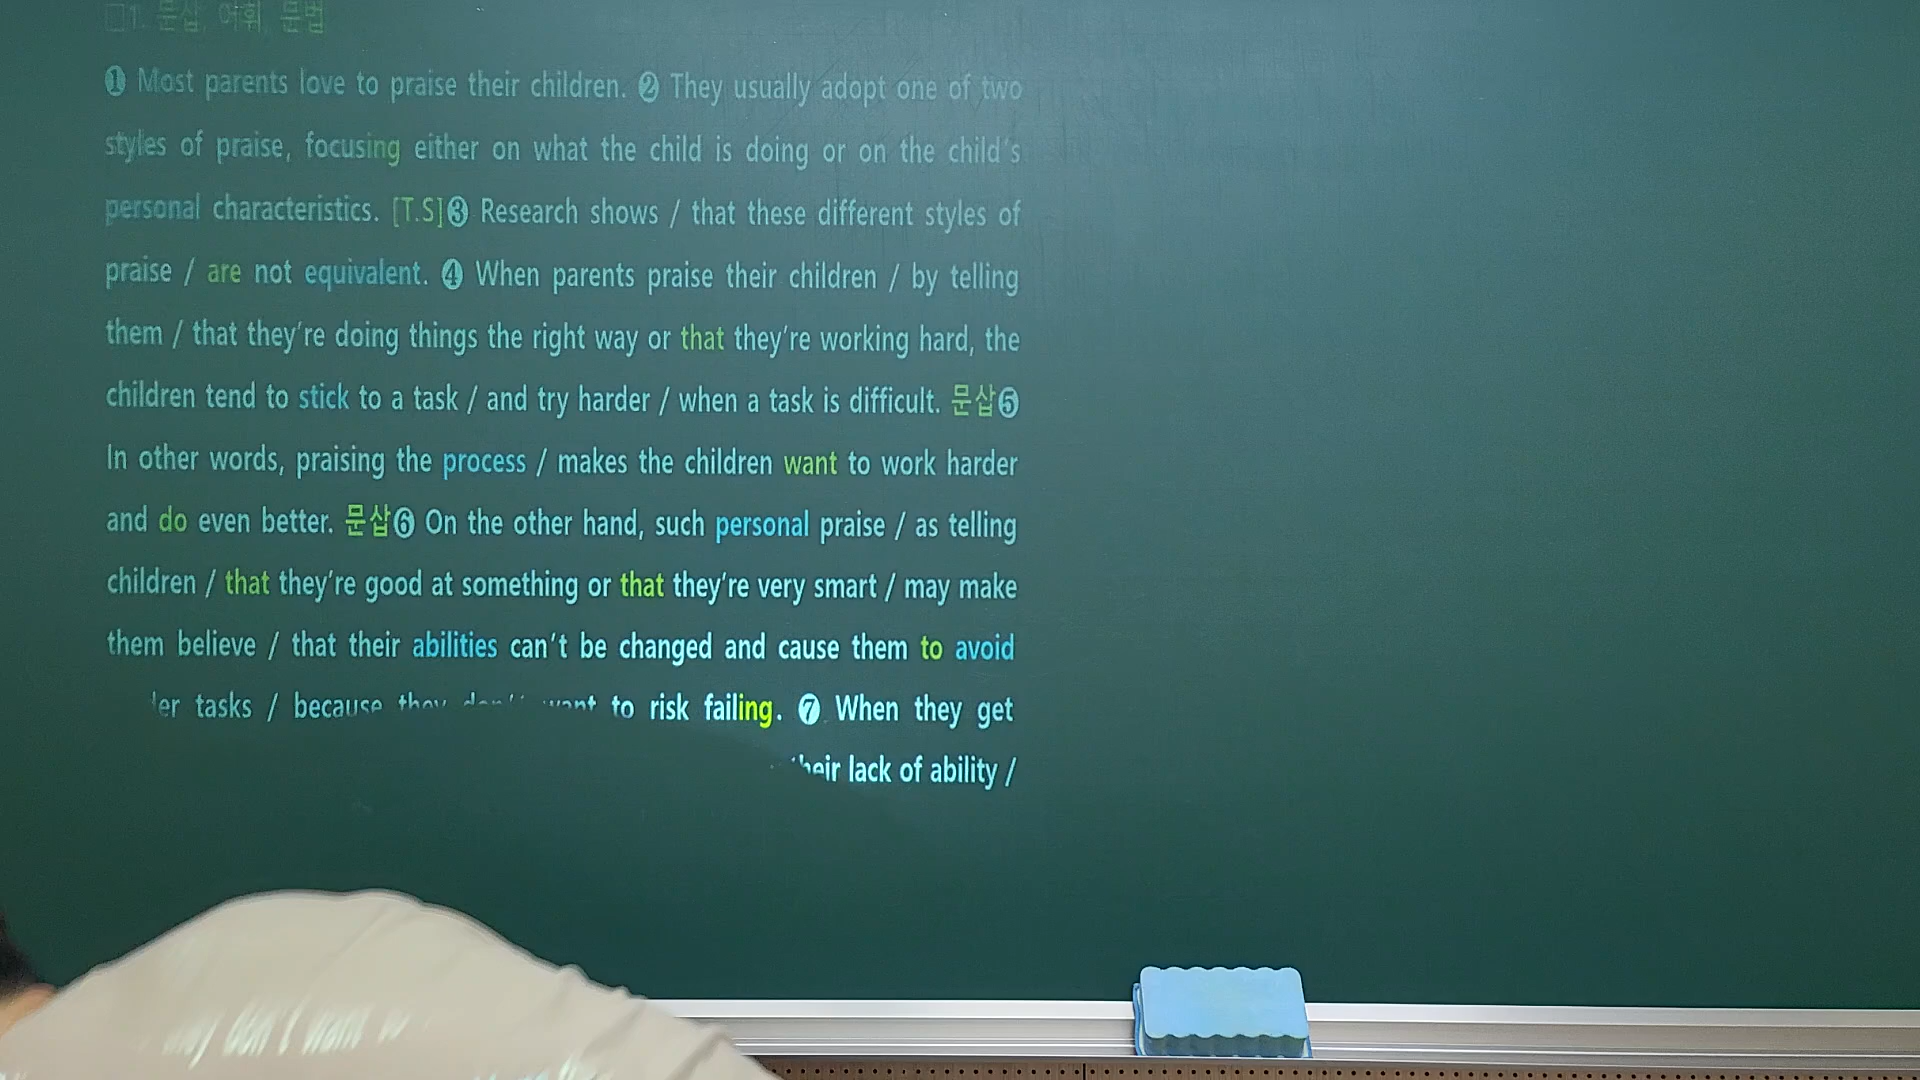 □1. 문삽, 어휘, 문법
❶ Most parents love to praise their children. ❷ They usually adopt one of two
styles of praise, focusing either on what the child is doing or on the child's
personal characteristics. [T.S]❸ Research shows / that these different styles of
praise / are not equivalent. ❹ When parents praise their children / by telling
them / that they're doing things the right way or that they're working hard, the
children tend to stick to a task / and try harder / when a task is difficult. 문삽❺
In other words, praising the process / makes the children want to work harder
and do even better. 문삽❻ On the other hand, such personal praise / as telling
children / that they're good at something or that they're very smart / may make
them believe / that their abilities can't be changed and cause them to avoid
tasks / because they don't want to risk failing. ❼ When they get
their lack of ability /